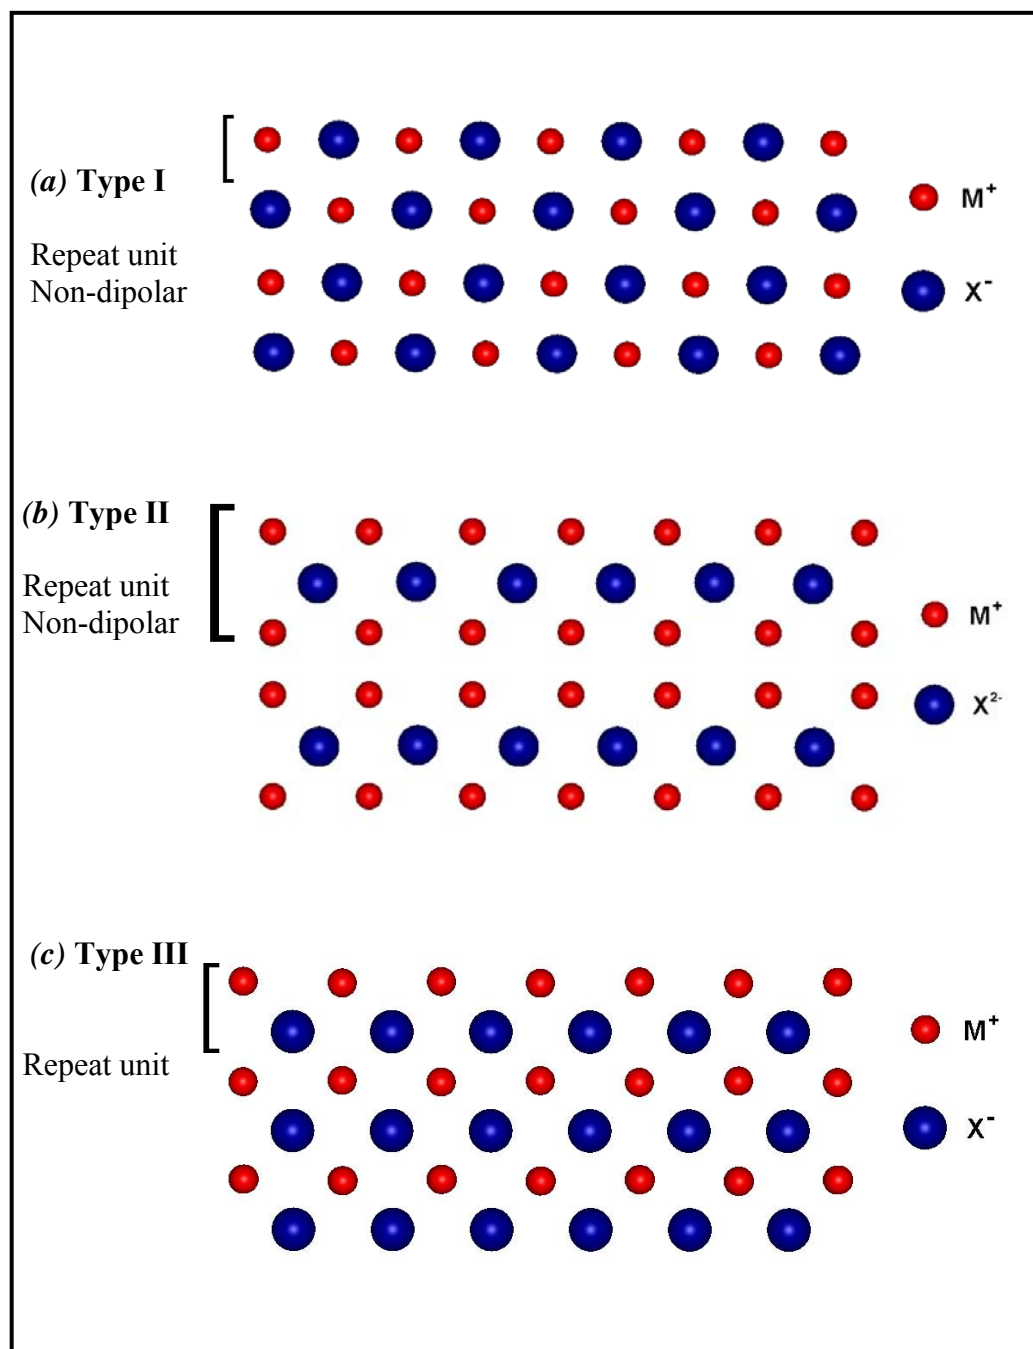 (a) Type I
Repeat unit
Non-dipolar
M+
X-
(b) Type II
Repeat unit
Non-dipolar
M+
X2-
(c) Type III
Repeat unit
M+
X-